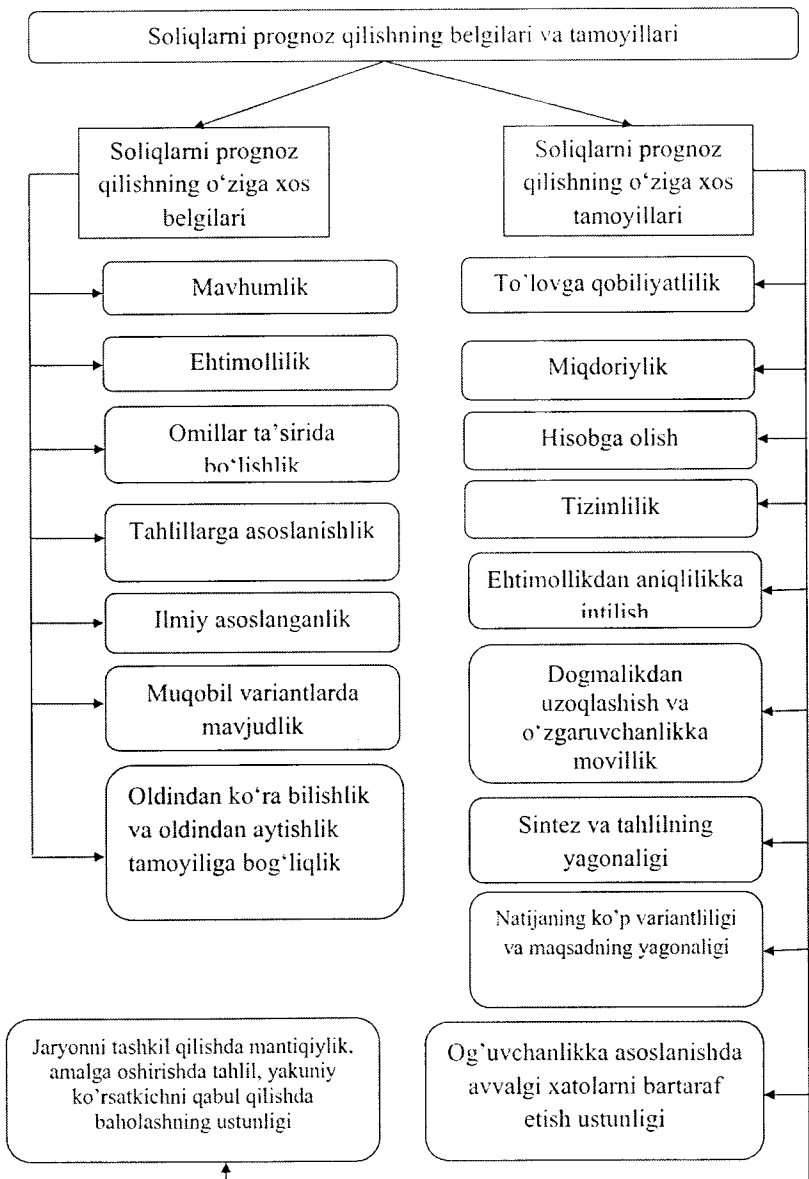 Soliqlarni prognoz qilishning belgilari va tamoyillari
Soliqlarni prognoz
qilishning o‘ziga xos
belgilari
Mavhumlik
Ehtimollilik
Omillar ta’sirida
bo‘lishlik
Tahlillarga asoslanishlik
Ilmiy asoslanganlik
Muqobil variantlarda
mavjudlik
Oldindan ko‘ra bilishlik
va oldindan aytishlik
tamoyiliga bog‘liqlik
Soliqlarni prognoz
qilishning o‘ziga xos
tamoyillari
To`lovga qobiliyatlilik
Miqdoriylik
Hisobga olish
Tizimlilik
Ehtimollikdan aniqlilikka
intilish
Dogmalikdan
uzoqlashish va
o’zgaruvchanlikka
movillik
Sintez va tahlilning
yagonaligi
Natijaning ko’p variantliligi
va maqsadning yagonaligi
Og’uvchanlikka asoslanishda
avvalgi xatolarni bartaraf
etish ustunligi
Jaryonni tashkil qilishda mantiqiylik,
amalga oshirishda tahlil, yakuniy
ko’rsatkichni qabul qilishda
baholashning ustunligi